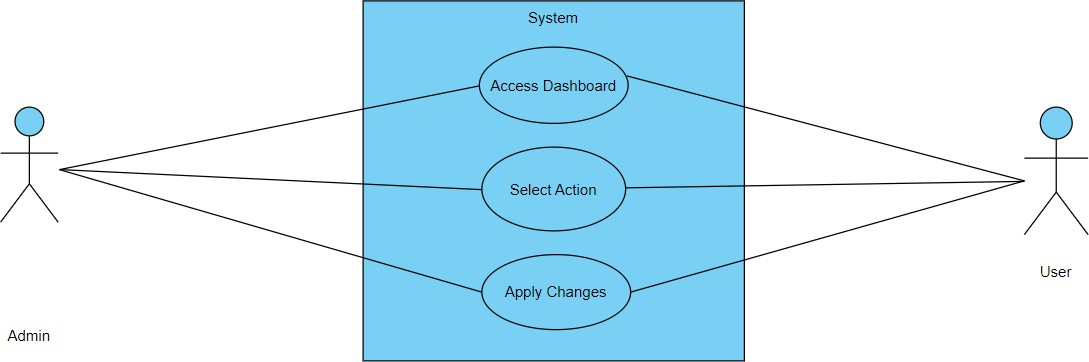 System
Access Dashboard
Select Action
User
Apply Changes
Admin